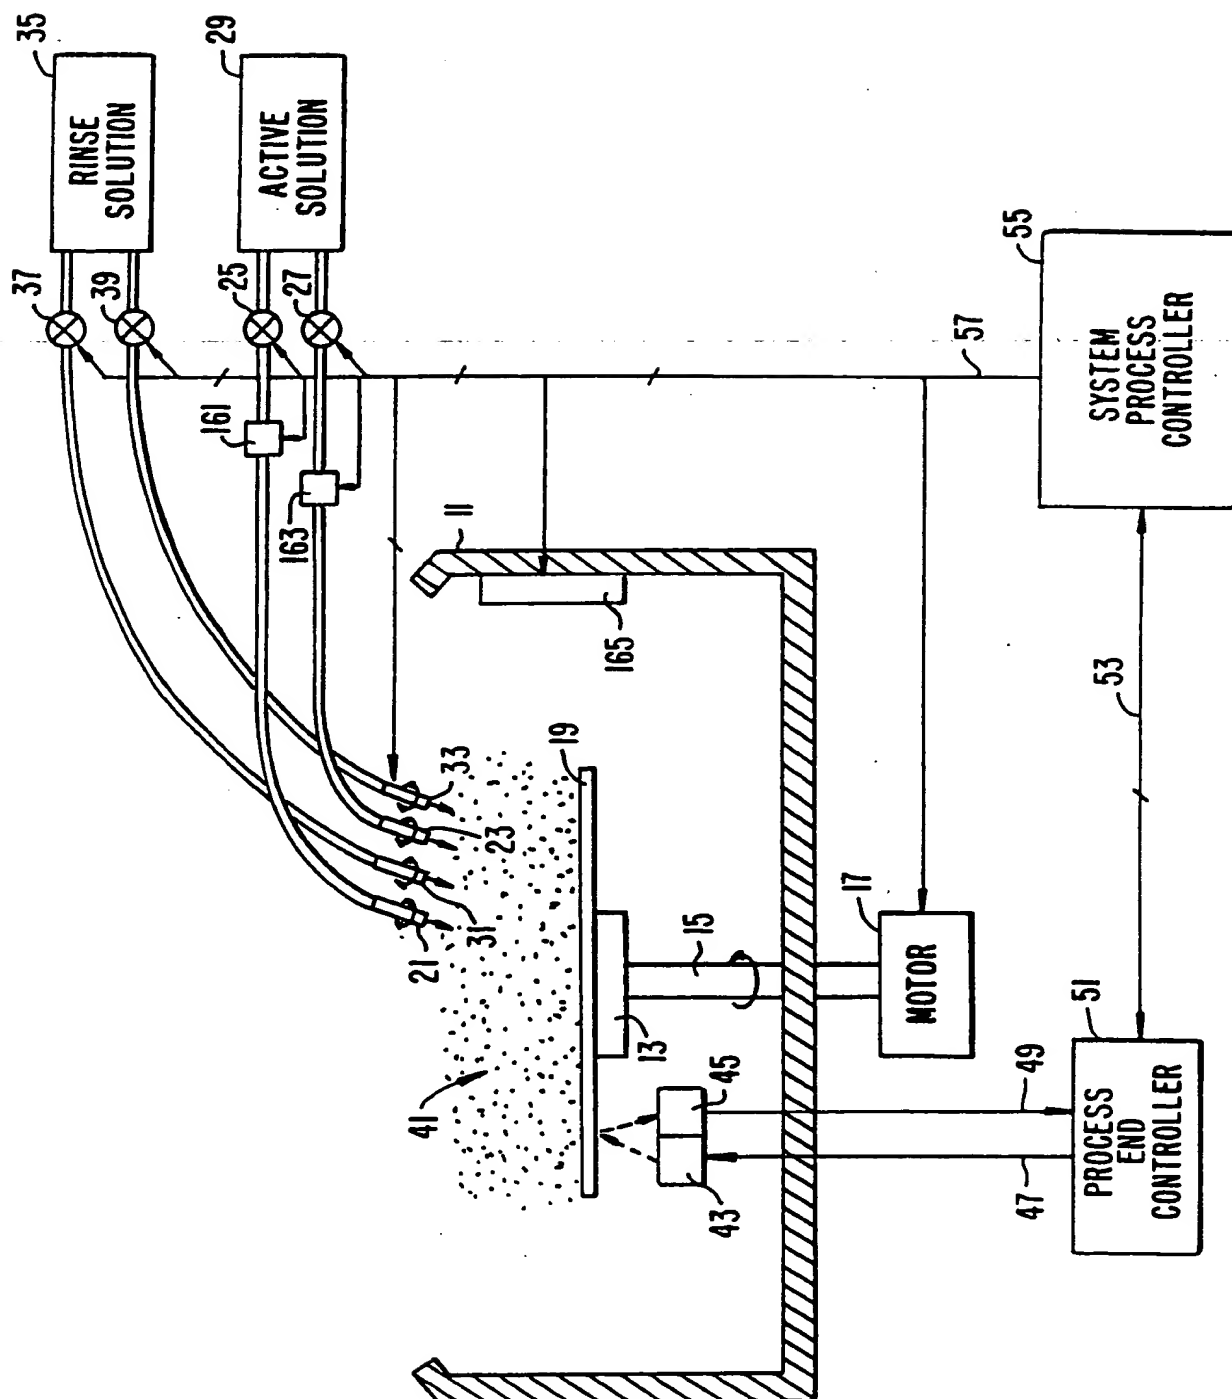 35
RINSE
SOLUTION
29
ACTIVE
SOLUTION
37
39
25
27
161
163
57
55
SYSTEM
PROCESS
CONTROLLER
11
165
19
33
23
31
21
41
13
15
17
MOTOR
53
45
43
49
47
51
PROCESS
END
CONTROLLER